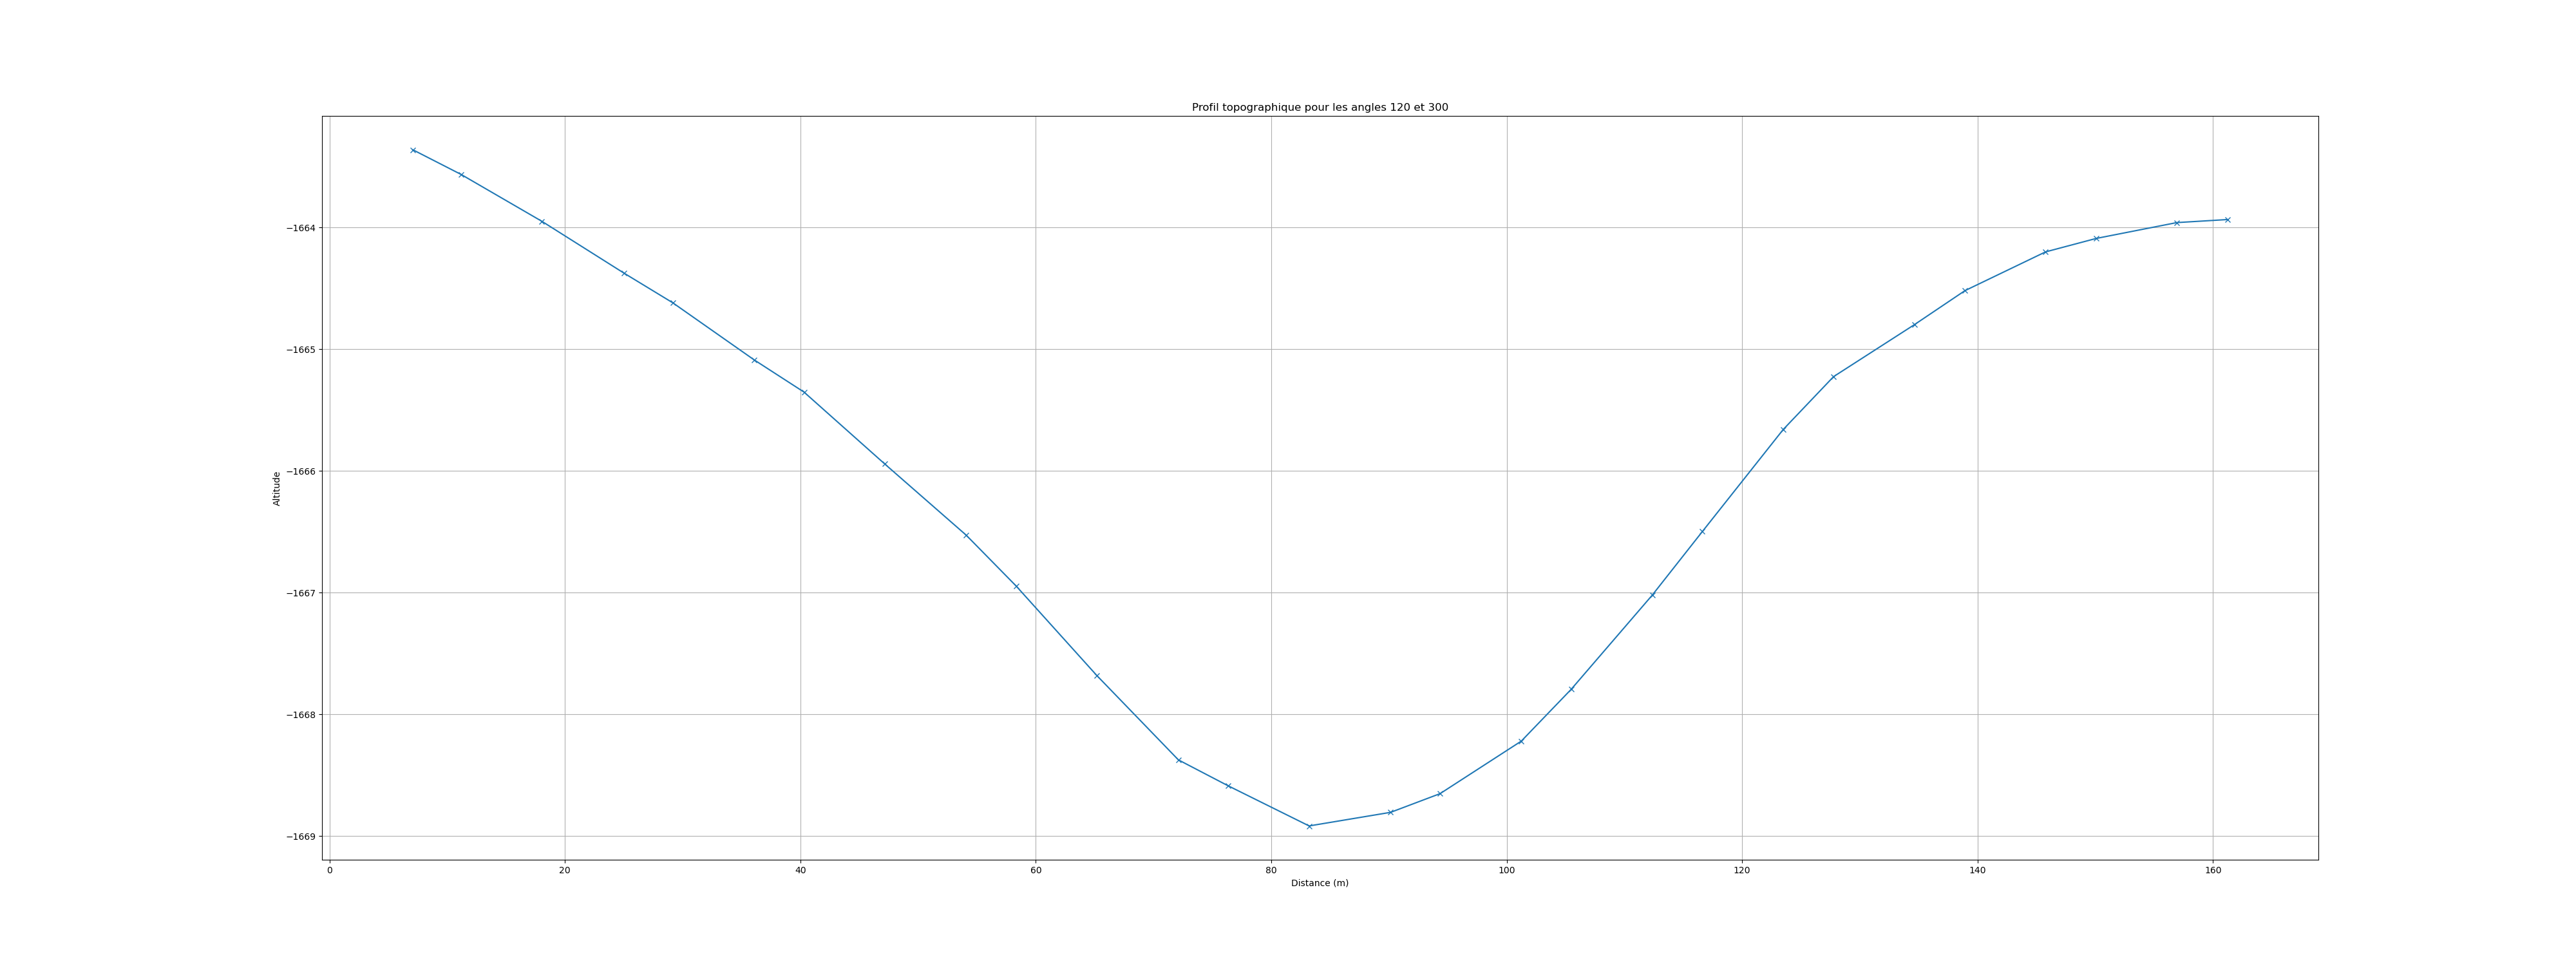 Profil topographique pour les angles 120 et 300
Altitude
−1664
−1665
−1666
−1667
−1668
−1669
0 20 40 60 80 100 120 140 160
Distance (m)